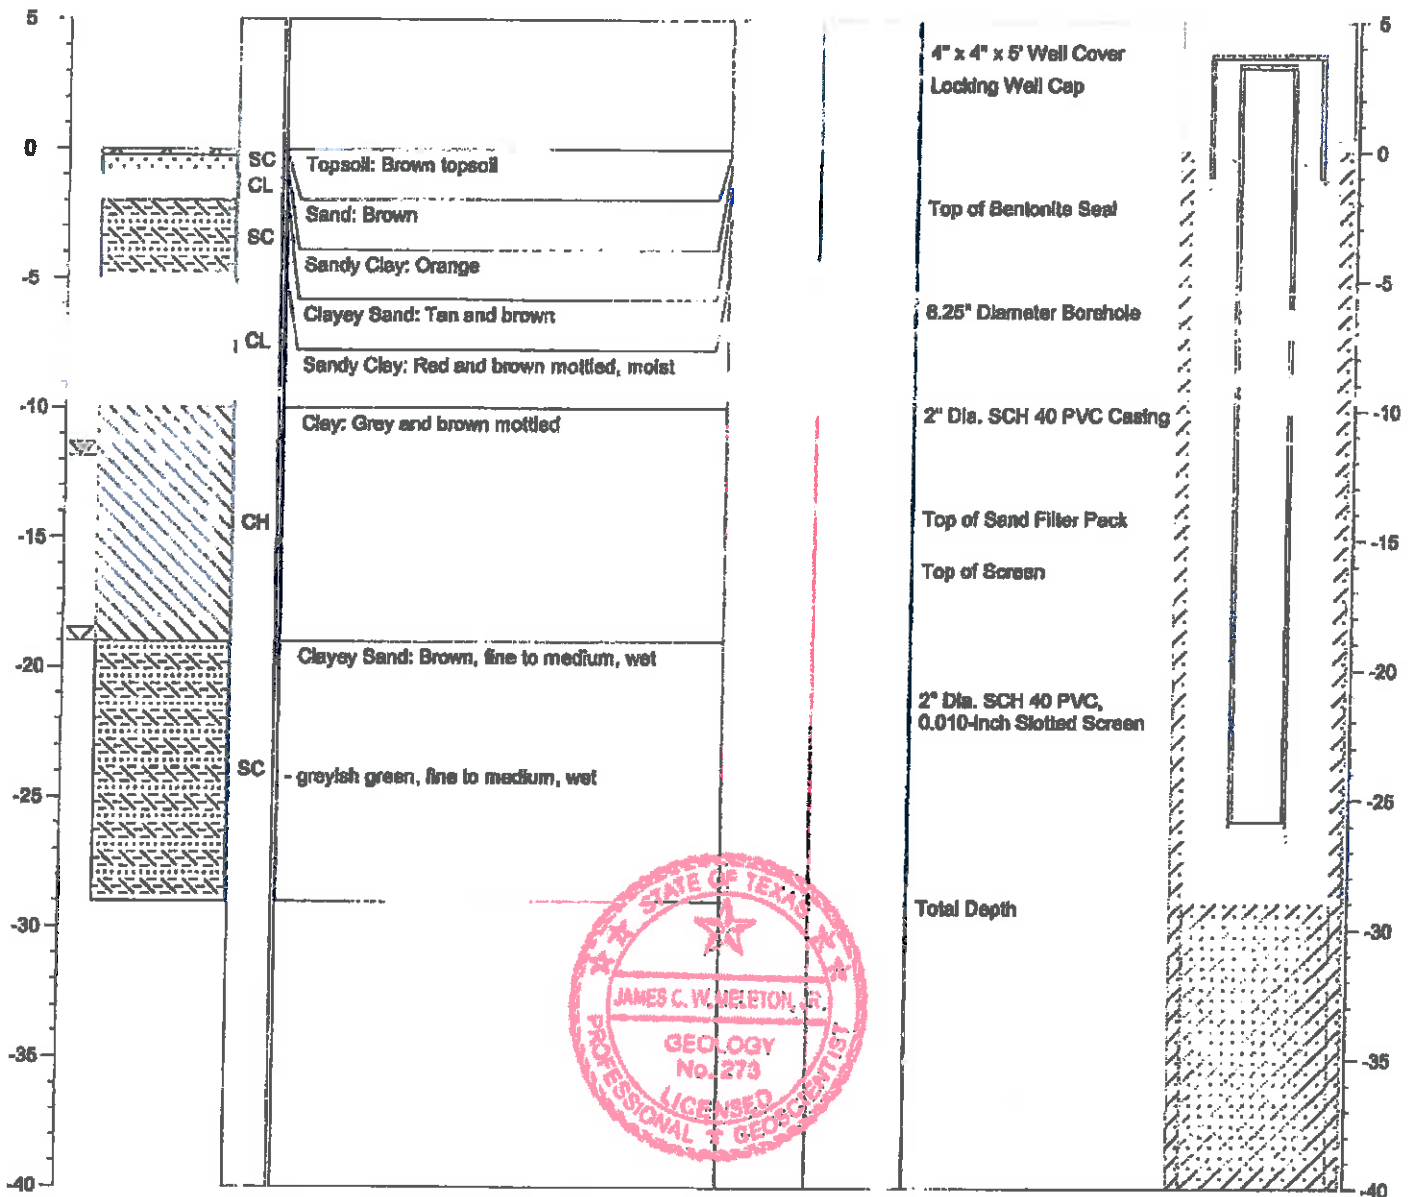 5
0
-5
-10
-15
-20
-25
-30
-35
-40
SC
CL
SC
CL
CH
SC
Topsoil: Brown topsoil
Sand: Brown
Sandy Clay: Orange
Clayey Sand: Tan and brown
Sandy Clay: Red and brown mottled, moist
Clay: Grey and brown mottled
Clayey Sand: Brown, fine to medium, wet
- greyish green, fine to medium, wet
4" x 4" x 5' Well Cover
Locking Well Cap
Top of Bentonite Seal
8.25" Diameter Borehole
2" Dia. SCH 40 PVC Casing
Top of Sand Filter Pack
Top of Screen
2" Dia. SCH 40 PVC,
0.010-inch Slotted Screen
Total Depth
5
0
-5
-10
-15
-20
-25
-30
-35
-40
STATE OF TEXAS
JAMES C. W. MELETON, JR.
GEOLOGY
No. 273
LICENSED
PROFESSIONAL GEOSCIENTIST